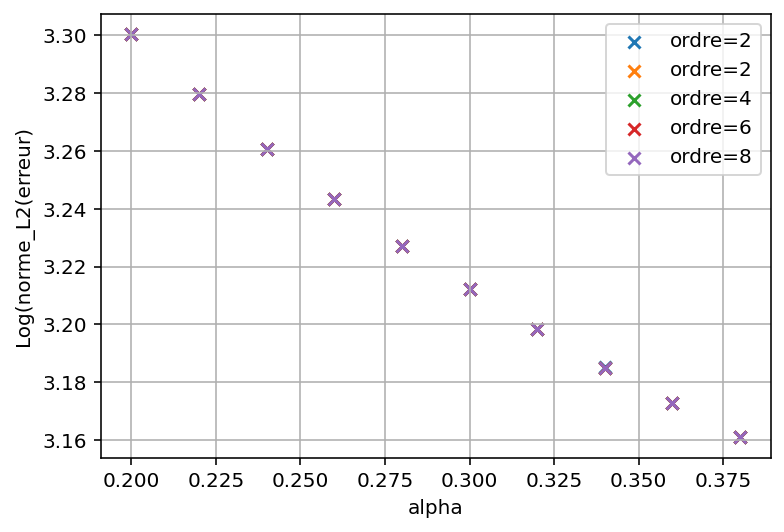 3.30
3.28
3.26
3.24
3.22
3.20
3.18
3.16
Log(norme_L2(erreur)
ordre=2
ordre=2
ordre=4
ordre=6
ordre=8
0.200 0.225 0.250 0.275 0.300 0.325 0.350 0.375
alpha